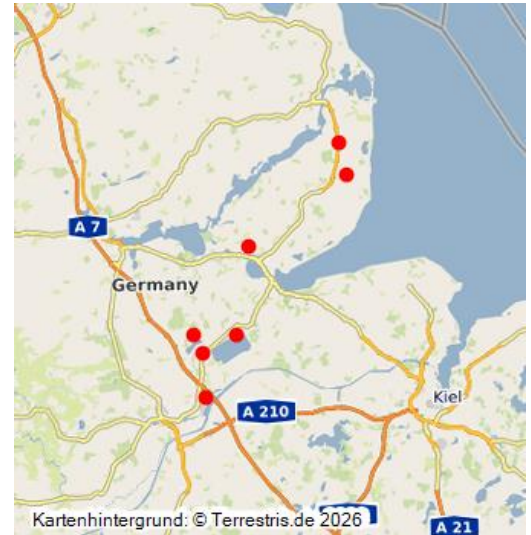 A 7
Germany
Kiel
A 210
A 21
Kartenhintergrund: © Terrestris.de 2026